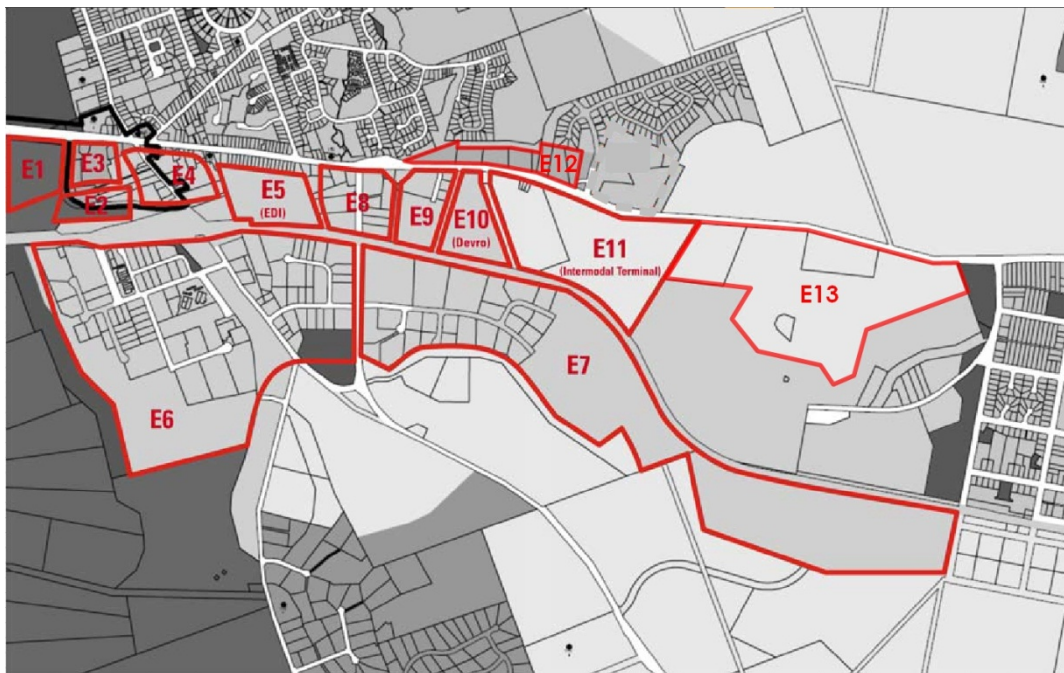 E1
E3
E2
E4
E5
(EDI)
E8
E9
E10
(Devro)
E12
E11
(Intermodal Terminal)
E13
E7
E6